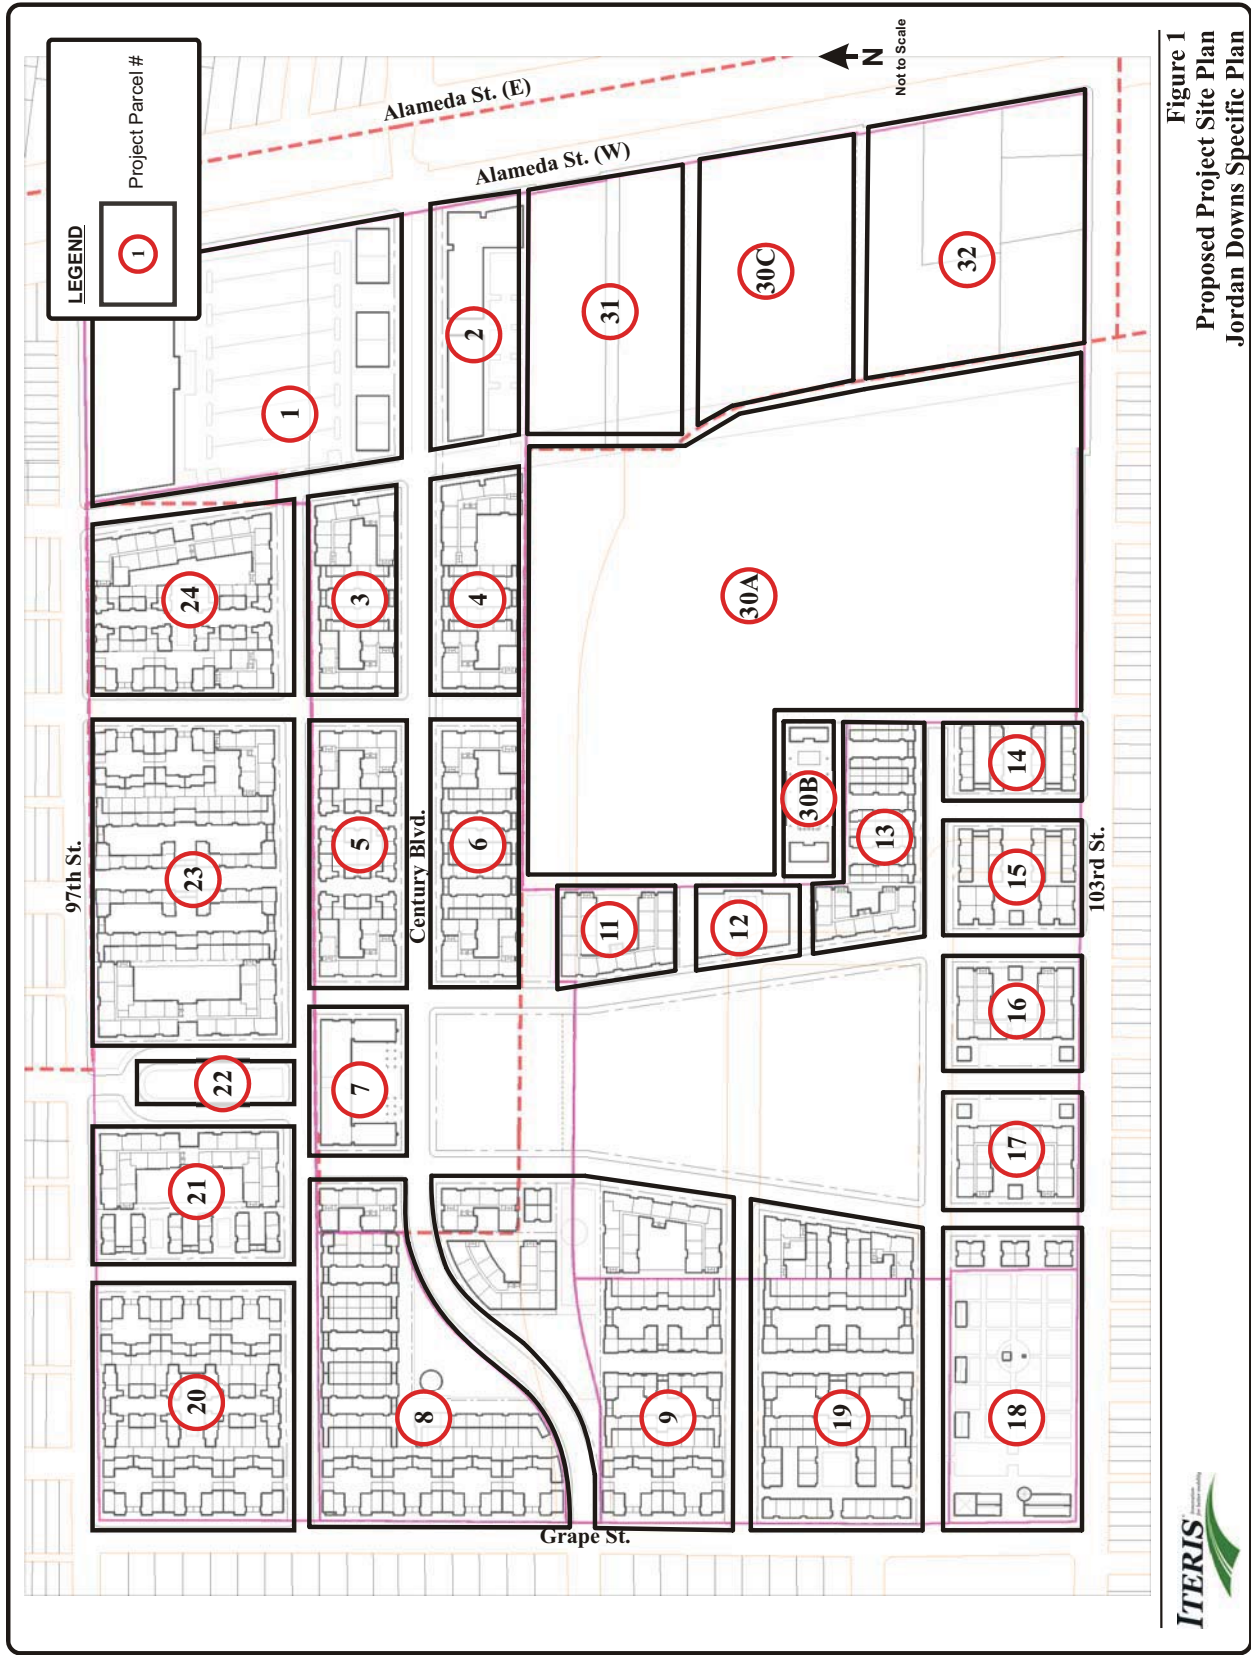 LEGEND
1
Project Parcel #
97th St.
Alameda St. (E)
Alameda St. (W)
N
Not to Scale
20
21
22
23
24
1
8
7
5
3
Century Blvd.
6
4
2
9
11
12
30A
31
30C
19
13
30B
32
18
17
16
15
14
Grape St.
103rd St.
ITERIS
Figure 1
Proposed Project Site Plan
Jordan Downs Specific Plan